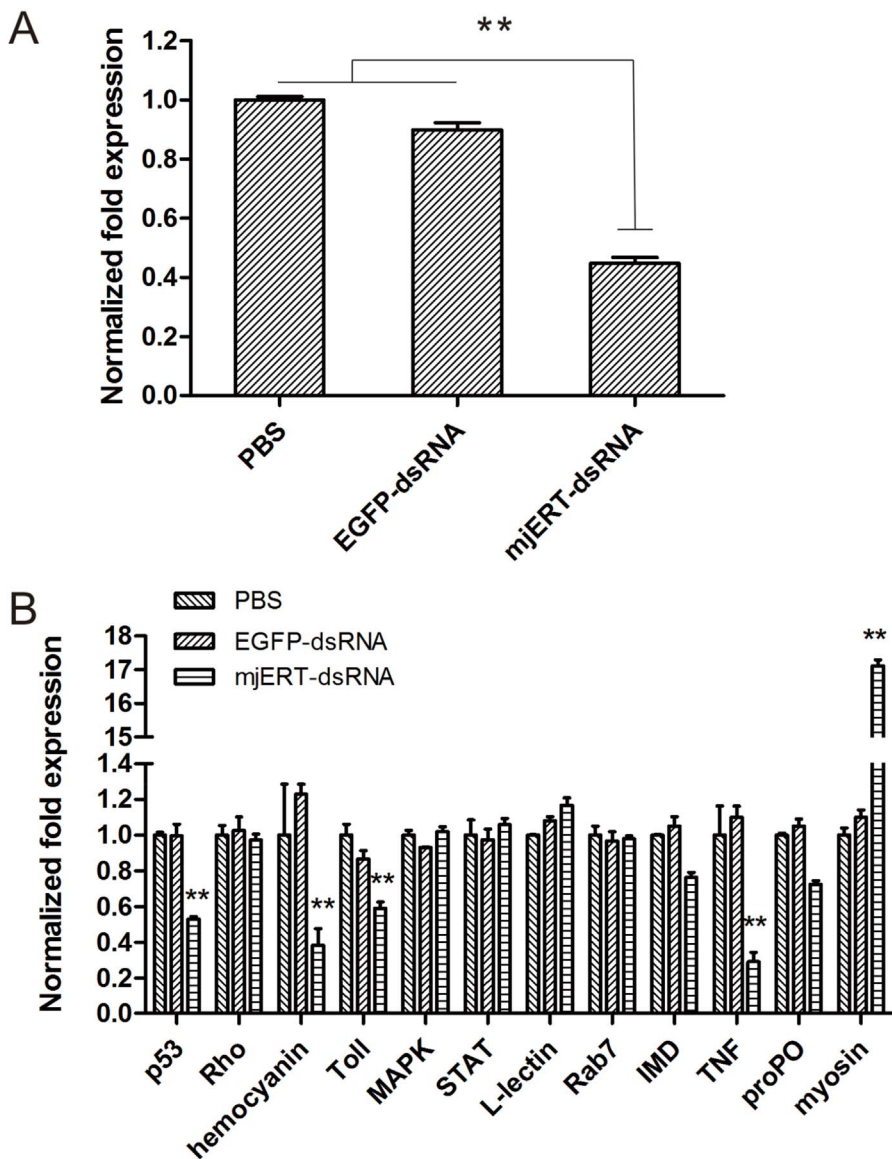 A
Normalized fold expression
1.2
1.0
0.8
0.6
0.4
0.2
0.0
**
PBS
EGFP-dsRNA
mjERT-dsRNA
B
Normalized fold expression
PBS
EGFP-dsRNA
mjERT-dsRNA
18
17
16
15
1.4
1.2
1.0
0.8
0.6
0.4
0.2
0.0
**
**
**
**
**
p53
Rho
hemocyanin
Toll
MAPK
STAT
L-lectin
Rab7
IMD
TNF
proPO
myosin